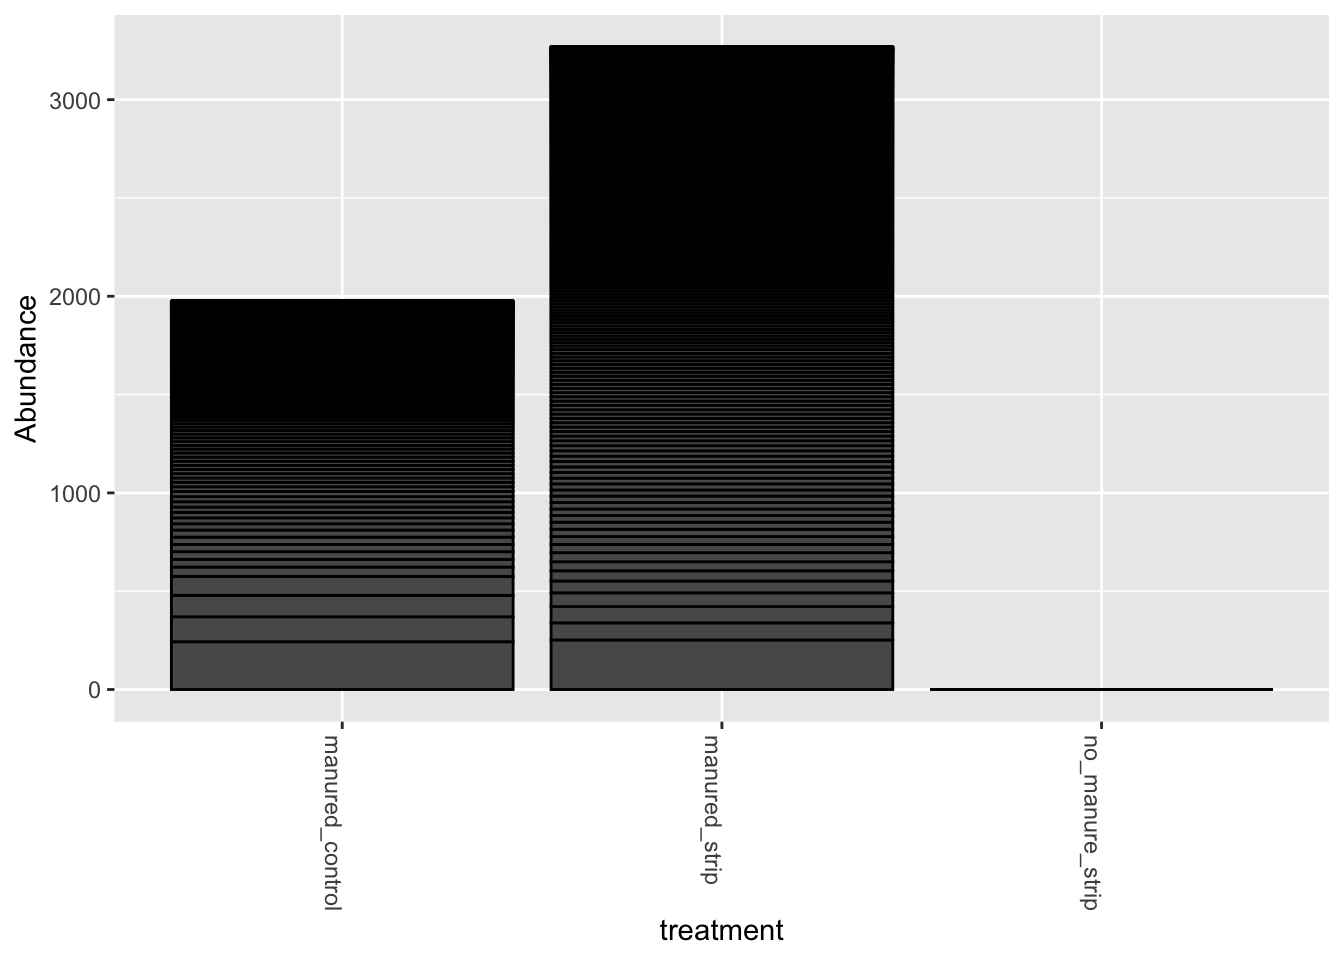 3000
2000
1000
0
Abundance
manured_control
manured_strip
no_manure_strip
treatment